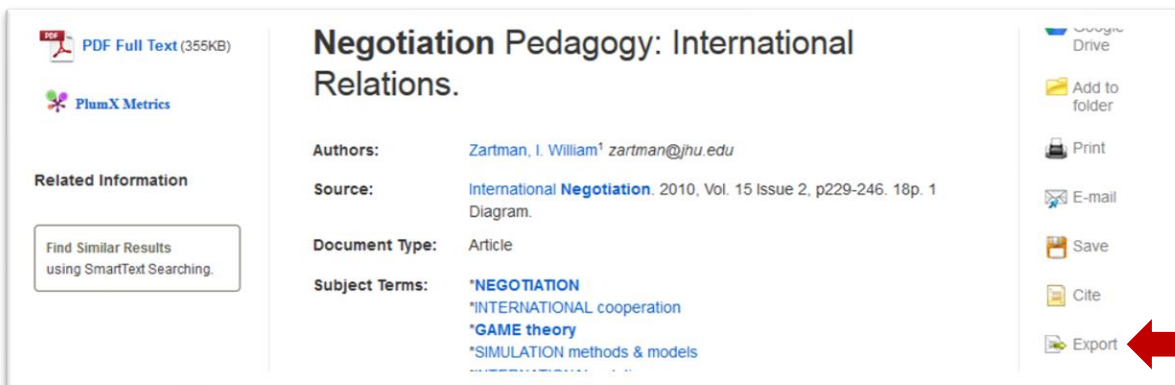 PDF Full Text (355KB)
PlumX Metrics
Related Information
Find Similar Results
using SmartText Searching.
Negotiation Pedagogy: International
Relations.
Authors: Zartman, I. William¹ zartman@jhu.edu
Source: International Negotiation. 2010, Vol. 15 Issue 2, p229-246. 18p. 1
Diagram.
Document Type: Article
Subject Terms: *NEGOTIATION
*INTERNATIONAL cooperation
*GAME theory
*SIMULATION methods & models
Google
Drive
Add to
folder
Print
E-mail
Save
Cite
Export